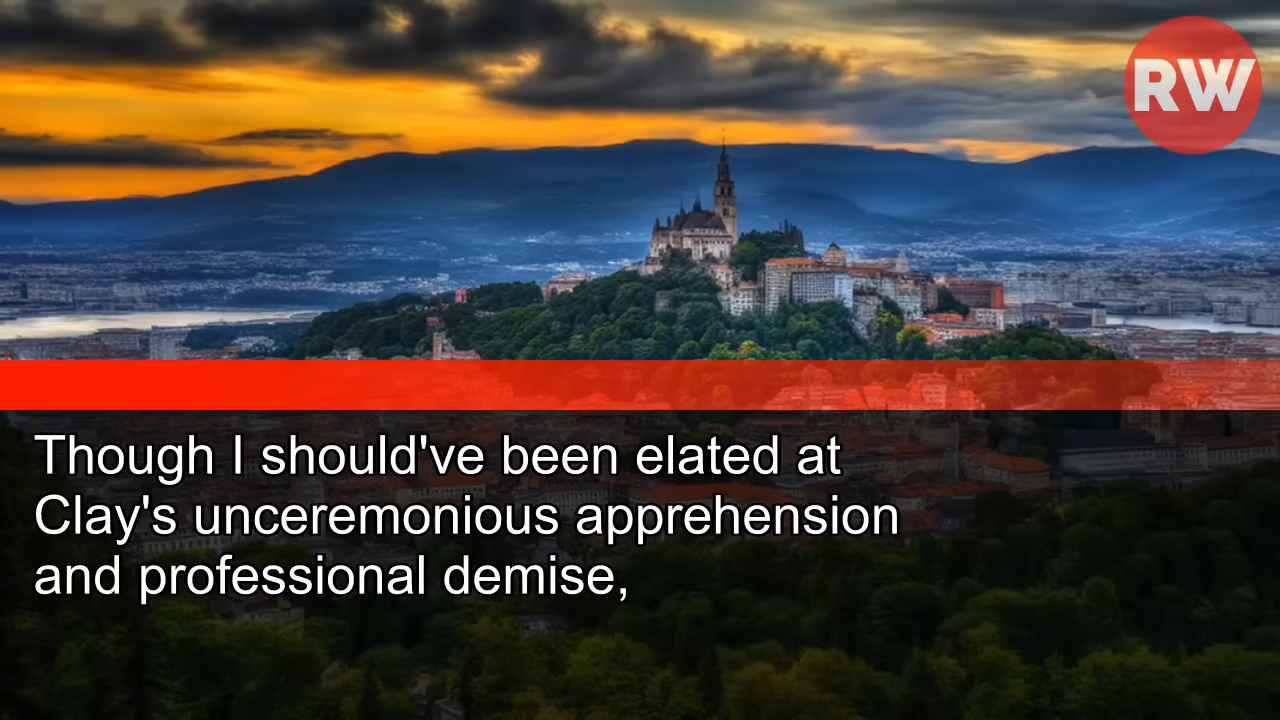 RW
Though I should've been elated at
Clay's unceremonious apprehension
and professional demise,